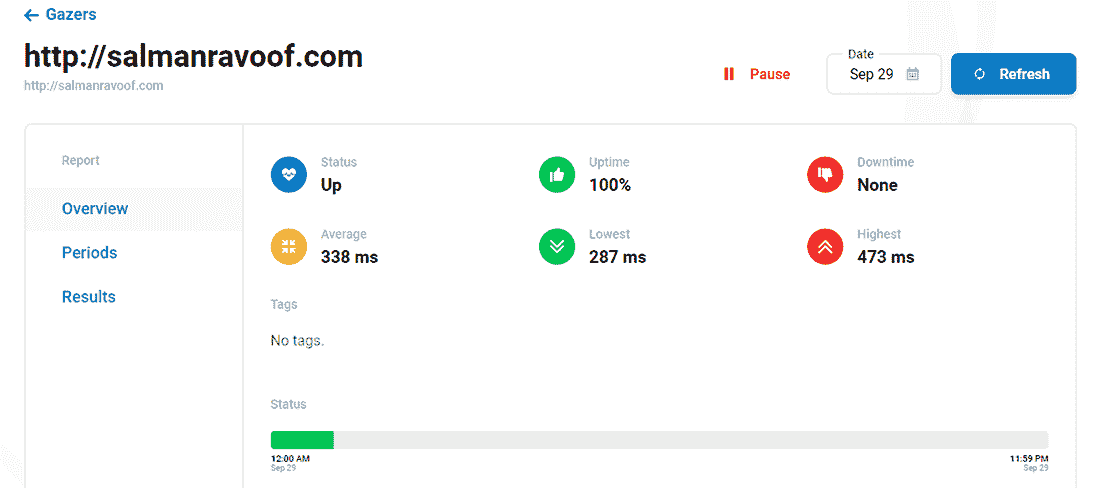 Gazers
http://salmanravoof.com
http://salmanravoof.com
Pause
Date
Sep 29
Refresh
Report
Overview
Periods
Results
Status
Up
Uptime
100%
Downtime
None
Average
338 ms
Lowest
287 ms
Highest
473 ms
Tags
No tags.
Status
12:00 AM
Sep 29
11:59 PM
Sep 29